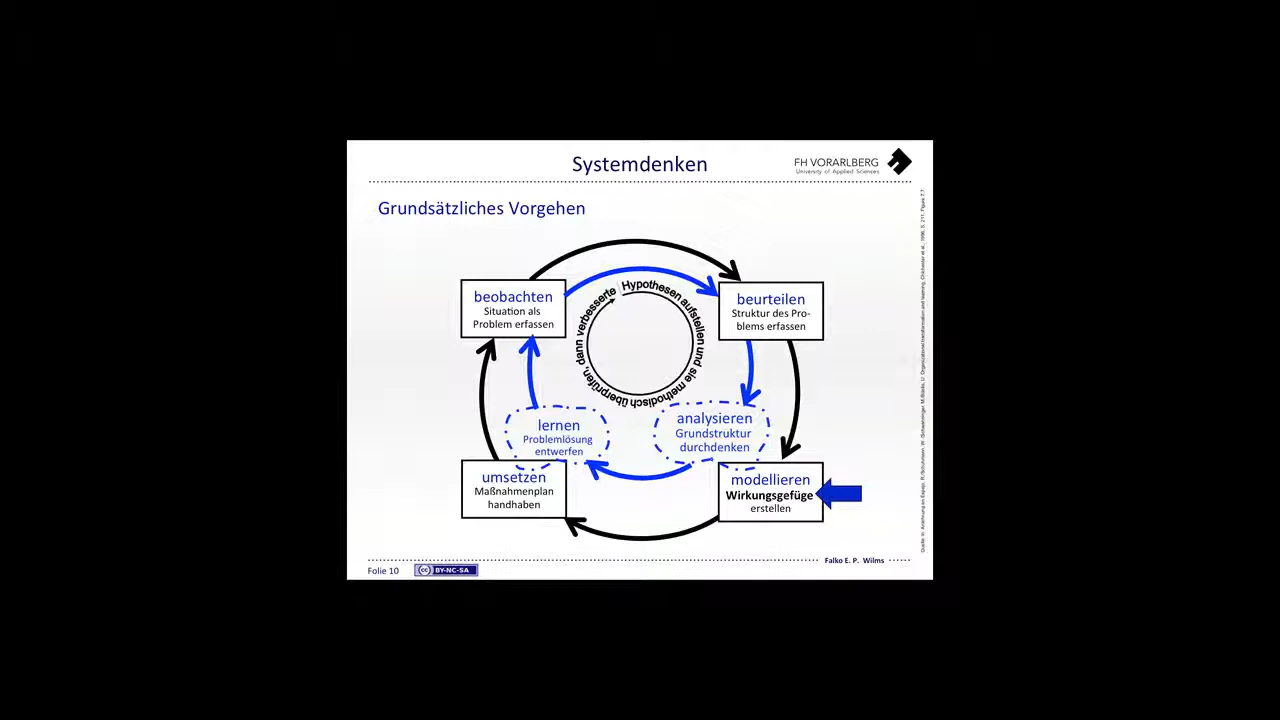 Systemdenken
FH VORARLBERG
University of Applied Sciences
Grundsätzliches Vorgehen
beobachten
Situation als
Problem erfassen
beurteilen
Struktur des Pro-
blems erfassen
Hypothesen aufstellen und sie methodisch überprüfen, dann verbesserte
lernen
Problemlösung
entwerfen
analysieren
Grundstruktur
durchdenken
umsetzen
Maßnahmenplan
handhaben
modellieren
Wirkungsgefüge
erstellen
Falko E. P. Wilms
Folie 10
cc BY-NC-SA